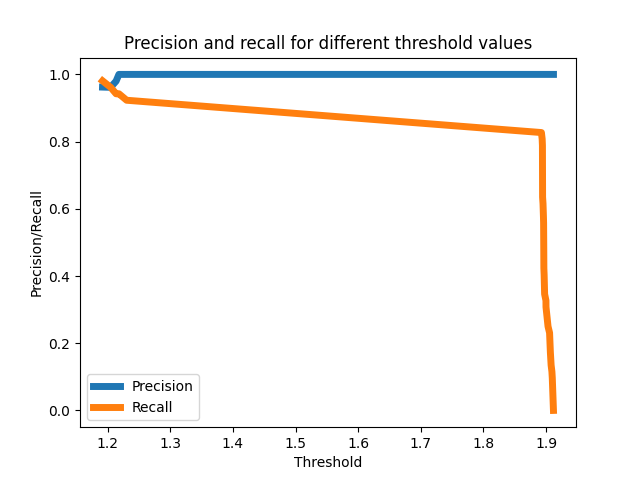 Precision and recall for different threshold values
Precision/Recall
1.0
0.8
0.6
0.4
0.2
0.0
Precision
Recall
1.2 1.3 1.4 1.5 1.6 1.7 1.8 1.9
Threshold